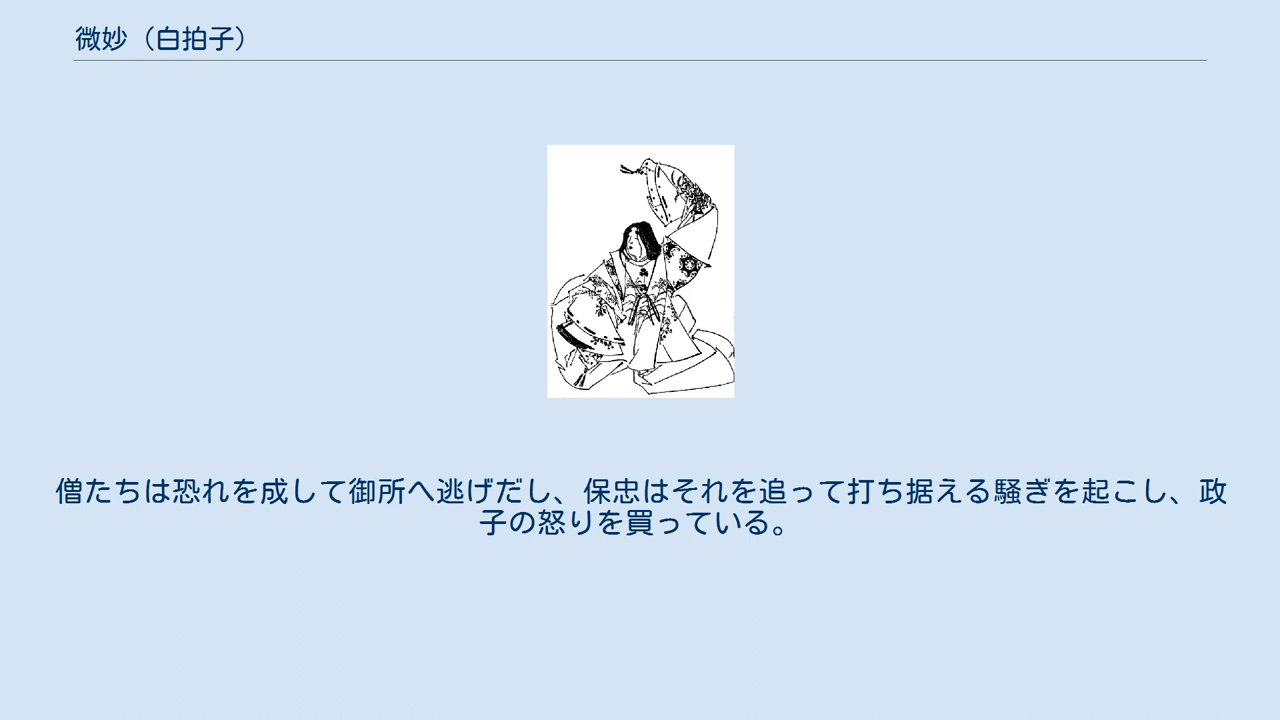 微妙（白拍子）
僧たちは恐れを成して御所へ逃げだし、保忠はそれを追って打ち据える騒ぎを起こし、政
子の怒りを買っている。